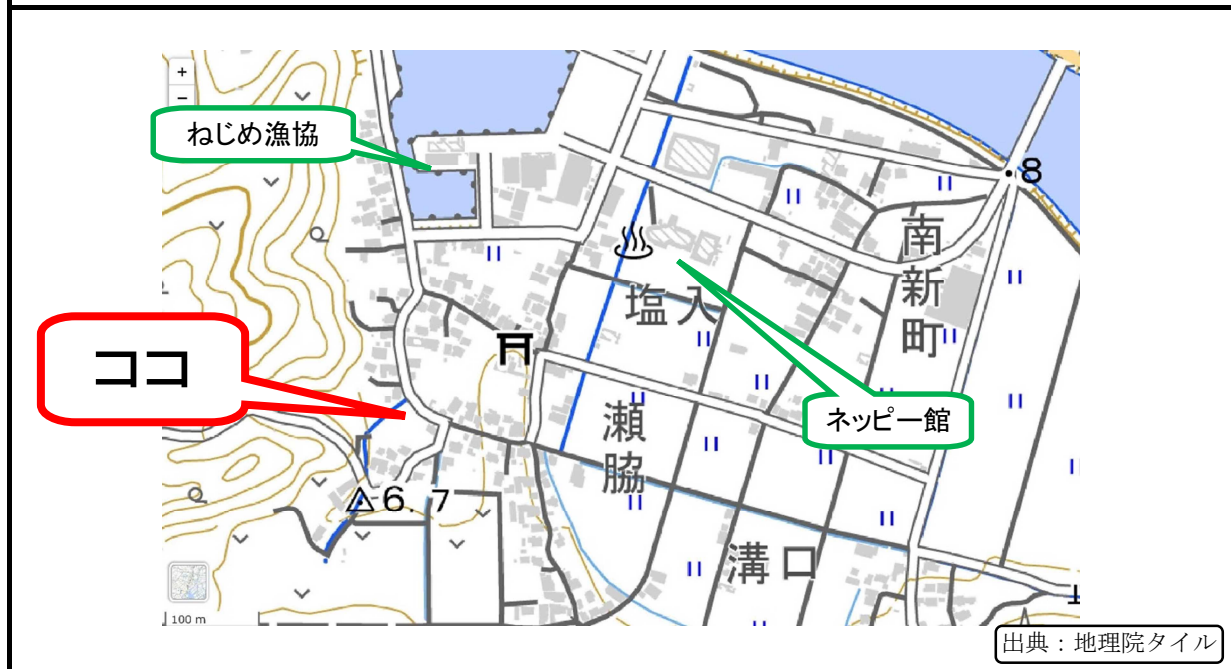 +
−
ねじめ漁協
8
南新町
塩入
ココ
ネッピー館
瀬脇
6.7
溝口
100 m
出典：地理院タイル